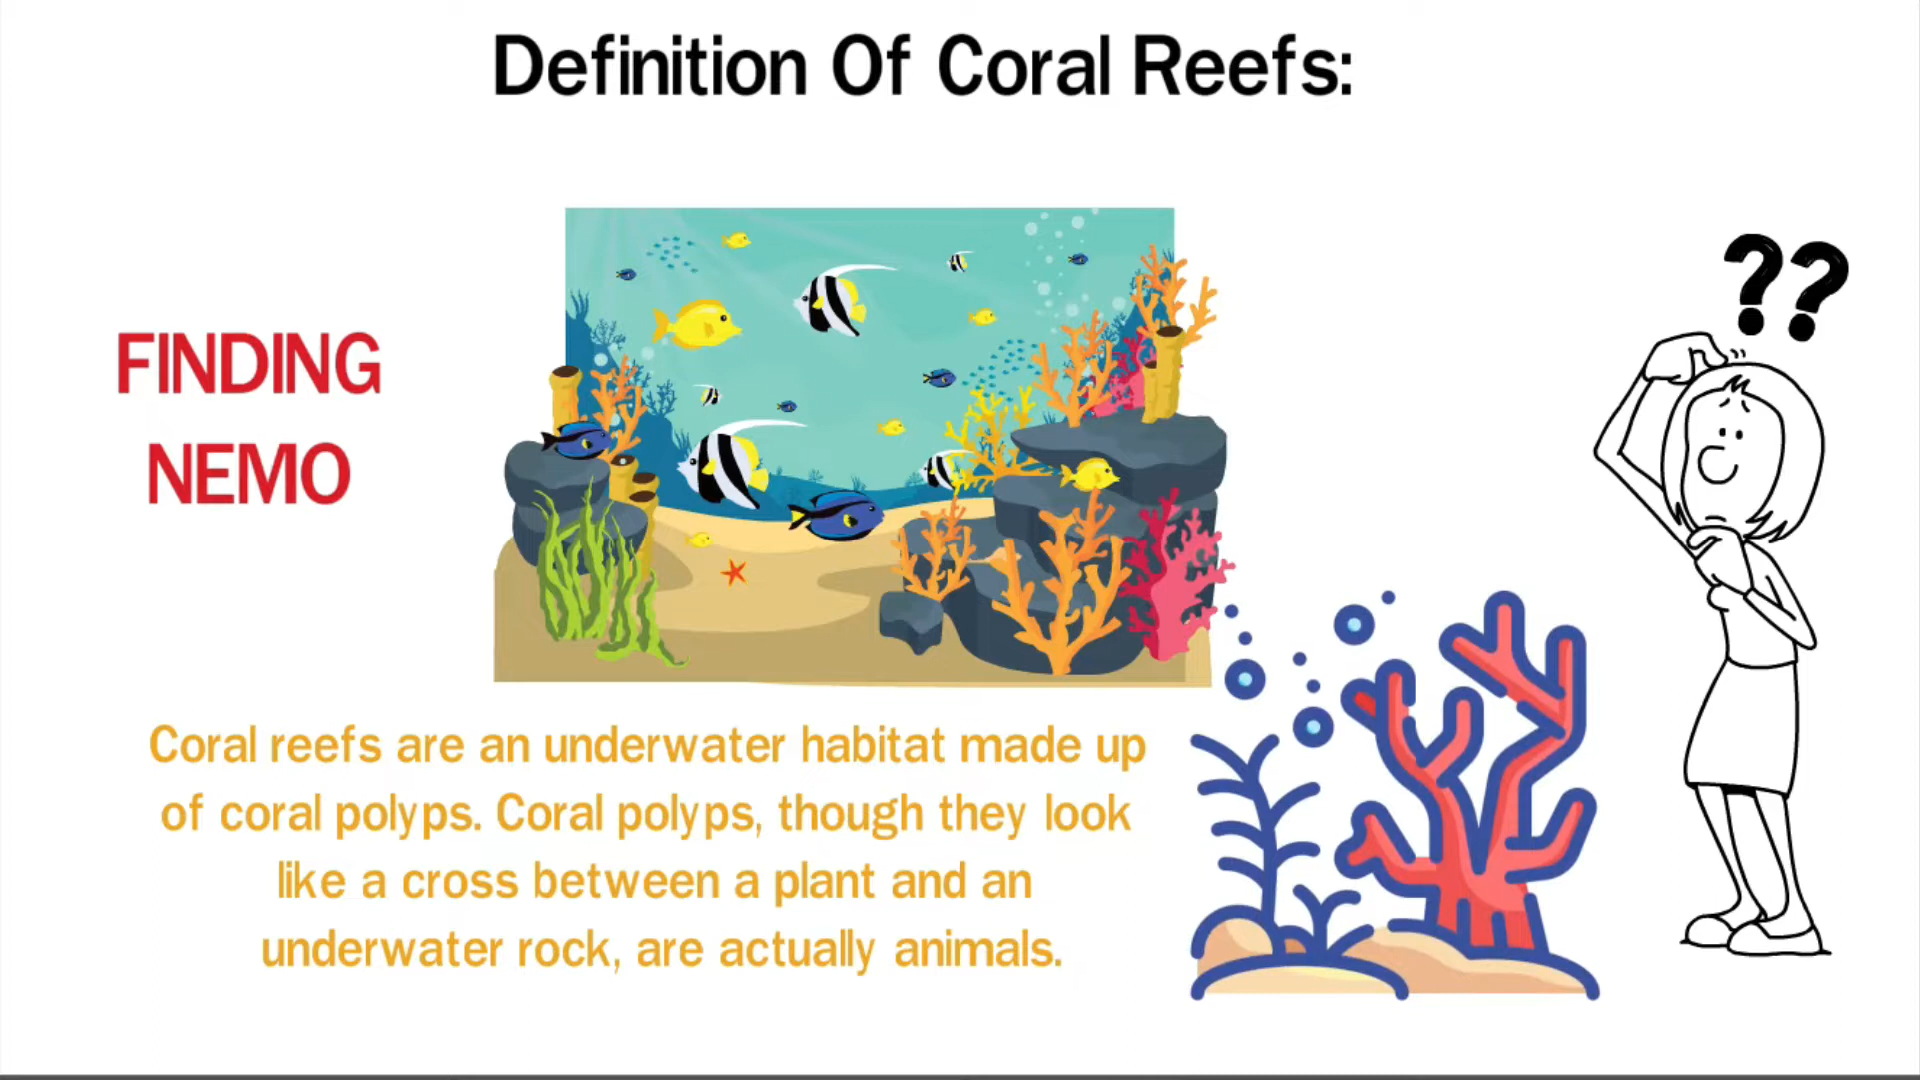 Definition Of Coral Reefs:
FINDING
NEMO
??
Coral reefs are an underwater habitat made up
of coral polyps. Coral polyps, though they look
like a cross between a plant and an
underwater rock, are actually animals.